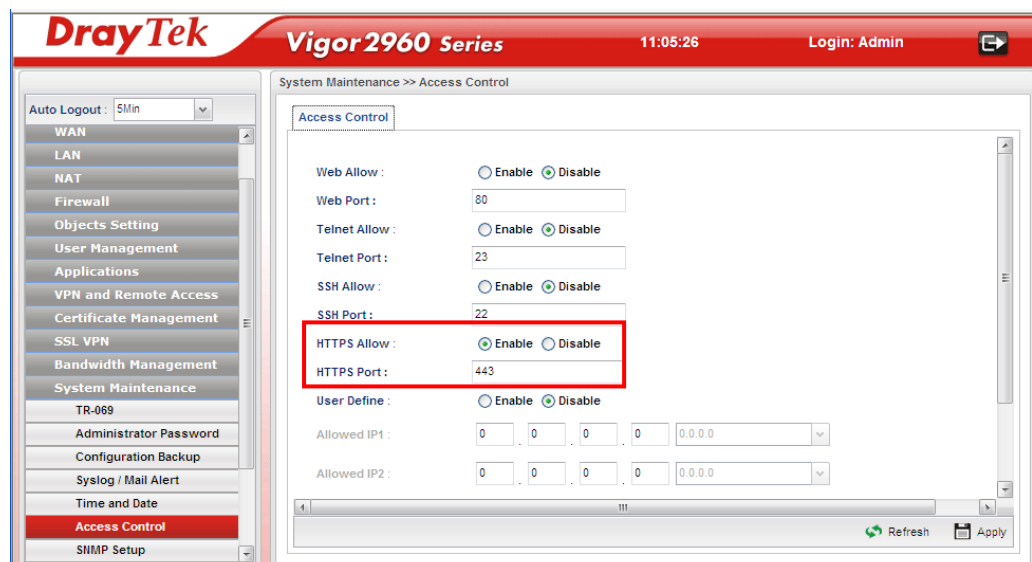 DrayTek
Vigor2960 Series
11:05:26
Login: Admin
Auto Logout : 5Min
WAN
LAN
NAT
Firewall
Objects Setting
User Management
Applications
VPN and Remote Access
Certificate Management
SSL VPN
Bandwidth Management
System Maintenance
TR-069
Administrator Password
Configuration Backup
Syslog / Mail Alert
Time and Date
Access Control
SNMP Setup
System Maintenance >> Access Control
Access Control
Web Allow : Enable Disable
Web Port : 80
Telnet Allow : Enable Disable
Telnet Port : 23
SSH Allow : Enable Disable
SSH Port : 22
HTTPS Allow : Enable Disable
HTTPS Port : 443
User Define : Enable Disable
Allowed IP1 : 0 . 0 . 0 . 0 0.0.0.0
Allowed IP2 : 0 . 0 . 0 . 0 0.0.0.0
Refresh Apply